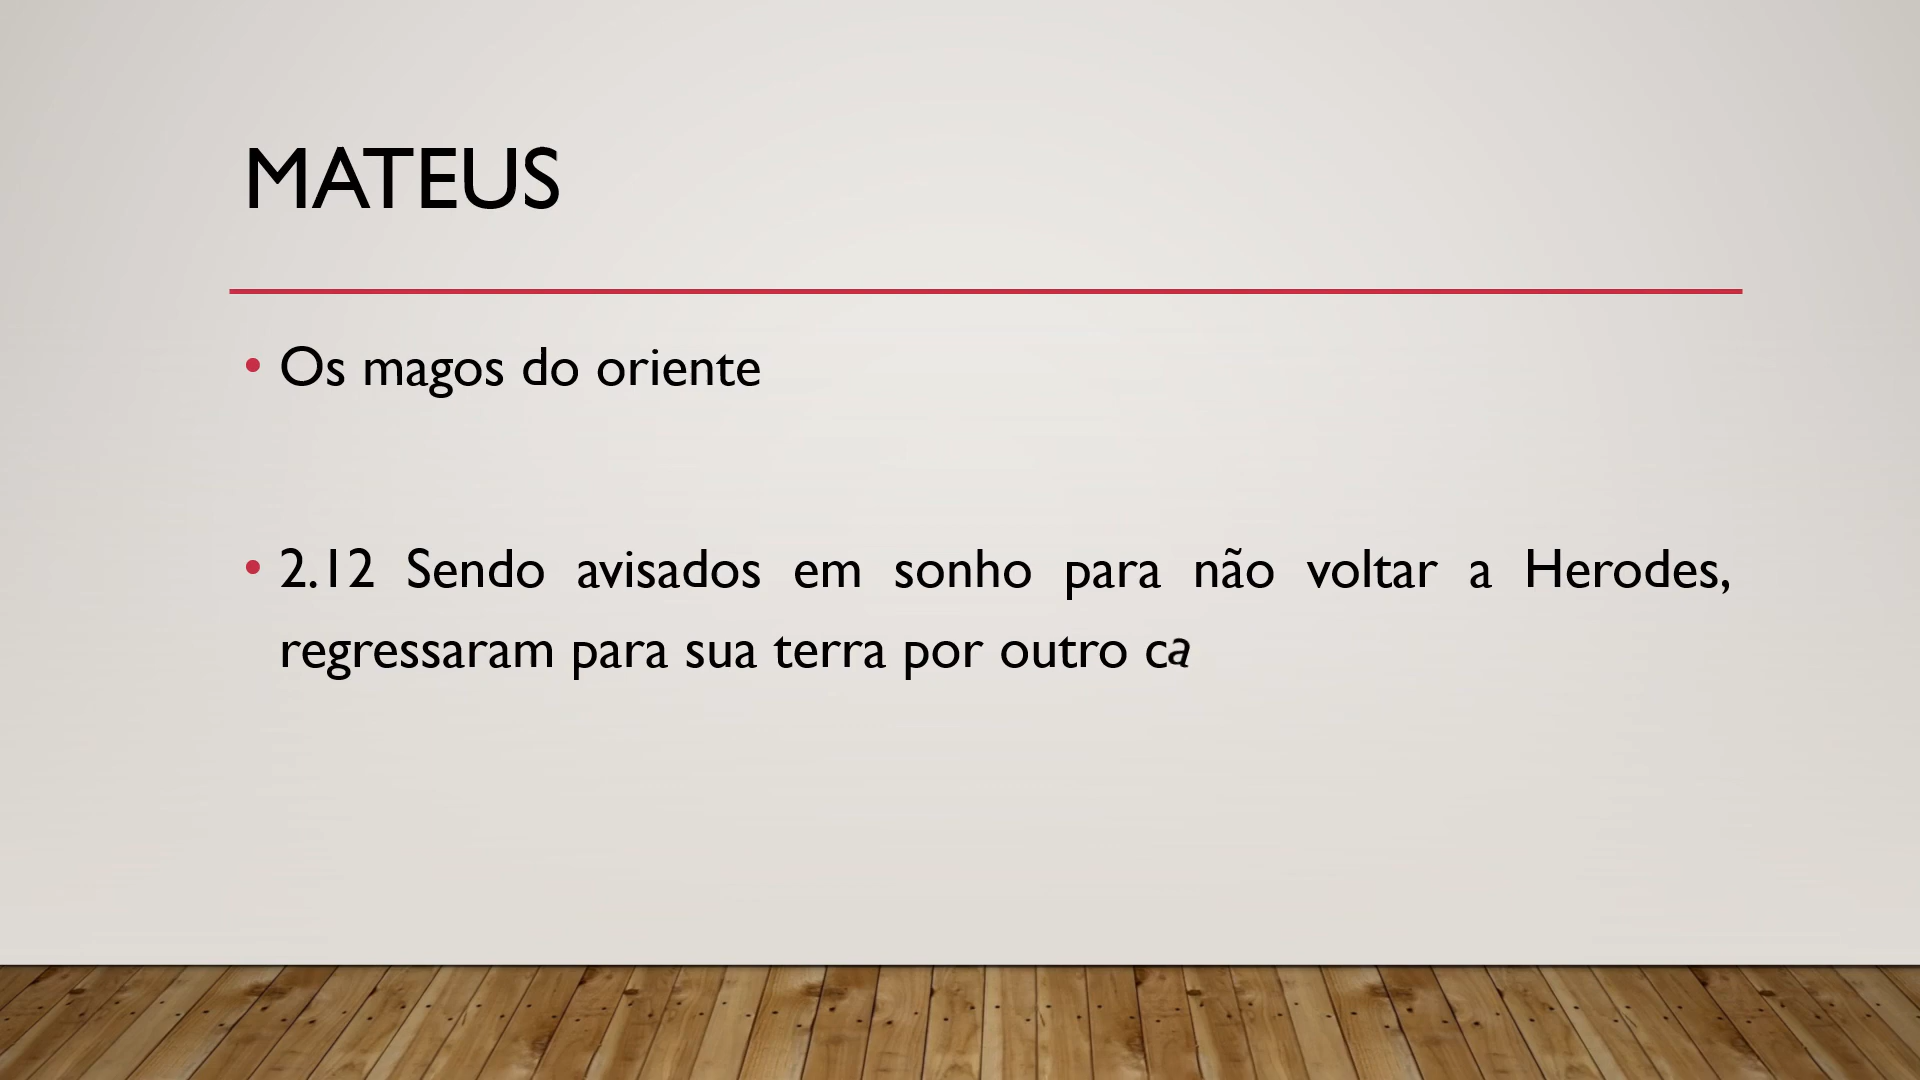 MATEUS
• Os magos do oriente
• 2.12 Sendo avisados em sonho para não voltar a Herodes,
regressaram para sua terra por outro ca